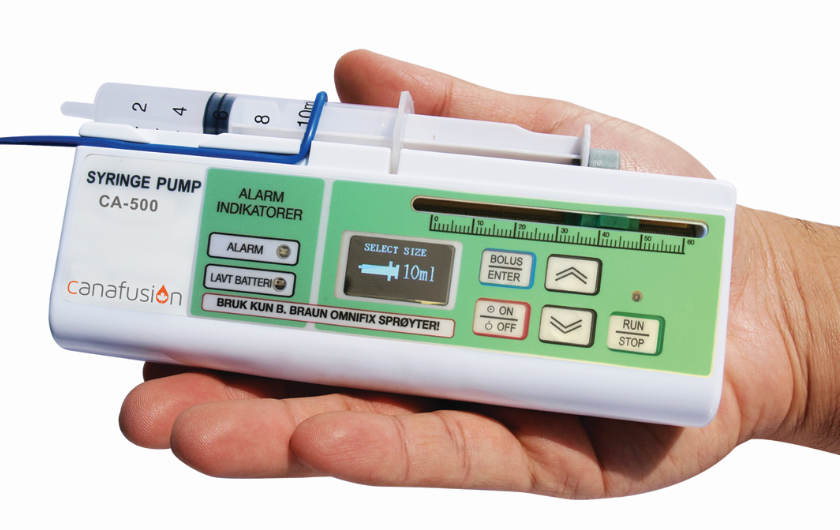 2 4 6 8 10ml
SYRINGE PUMP
CA-500
canafusion
ALARM
INDIKATORER
ALARM
LAVT BATTERI
BRUK KUN B. BRAUN OMNIFIX SPRØYTER!
SELECT SIZE
10ml
0 10 20 30 40 50 60
BOLUS
ENTER
ON
OFF
RUN
STOP